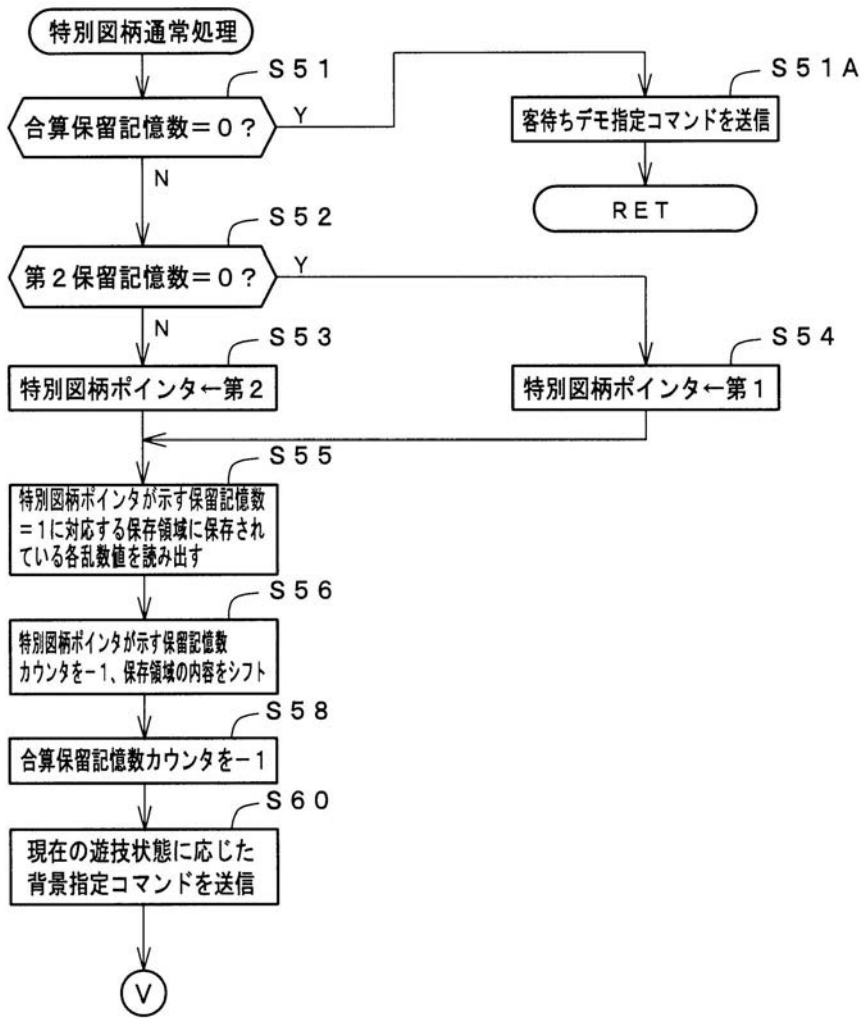 特別図柄通常処理
S51
合算保留記憶数=0?
Y
N
S51A
客待ちデモ指定コマンドを送信
RET
S52
第2保留記憶数=0?
Y
N
S53
特別図柄ポインタ←第2
S54
特別図柄ポインタ←第1
S55
特別図柄ポインタが示す保留記憶数
=1に対応する保存領域に保存され
ている各乱数値を読み出す
S56
特別図柄ポインタが示す保留記憶数
カウンタを-1、保存領域の内容をシフト
S58
合算保留記憶数カウンタを-1
S60
現在の遊技状態に応じた
背景指定コマンドを送信
V